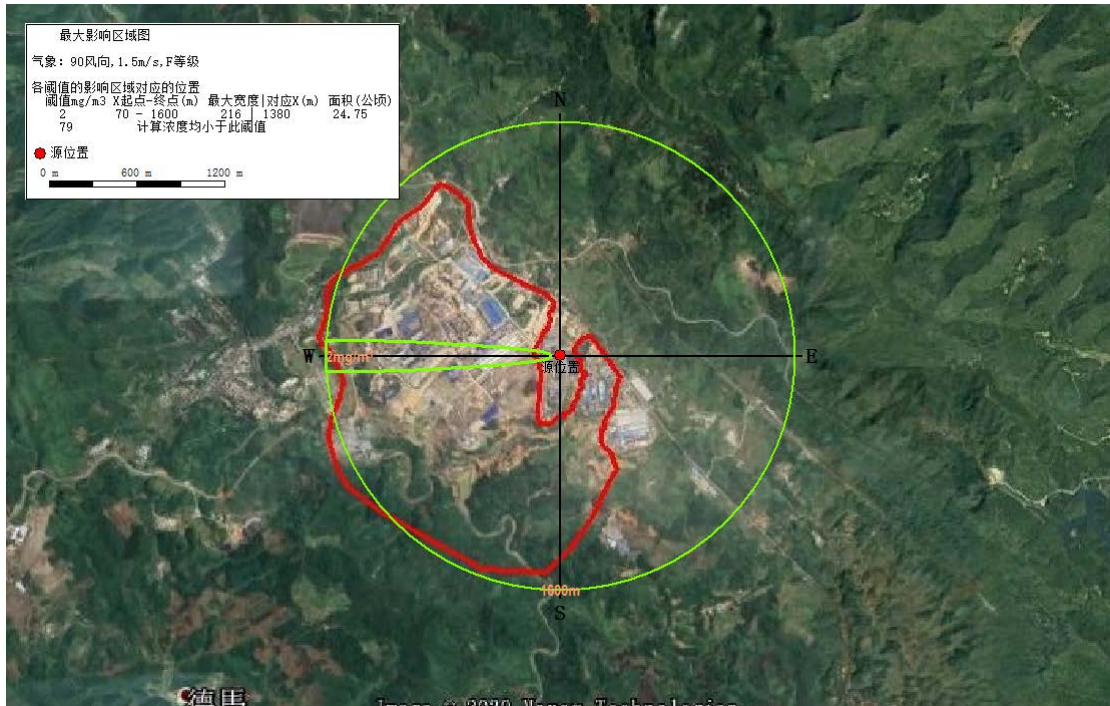 最大影响区域图
气象: 90风向,1.5m/s,F等级
各阈值的影响区域对应的位置
阈值mg/m3 X起点-终点(m) 最大宽度|对应X(m) 面积(公顷)
2 70 - 1600 216 | 1380 24.75
79 计算浓度均小于此阈值
源位置
0 m 600 m 1200 m
N
W 2mg/m³ E
源位置
1600m
S
德馬